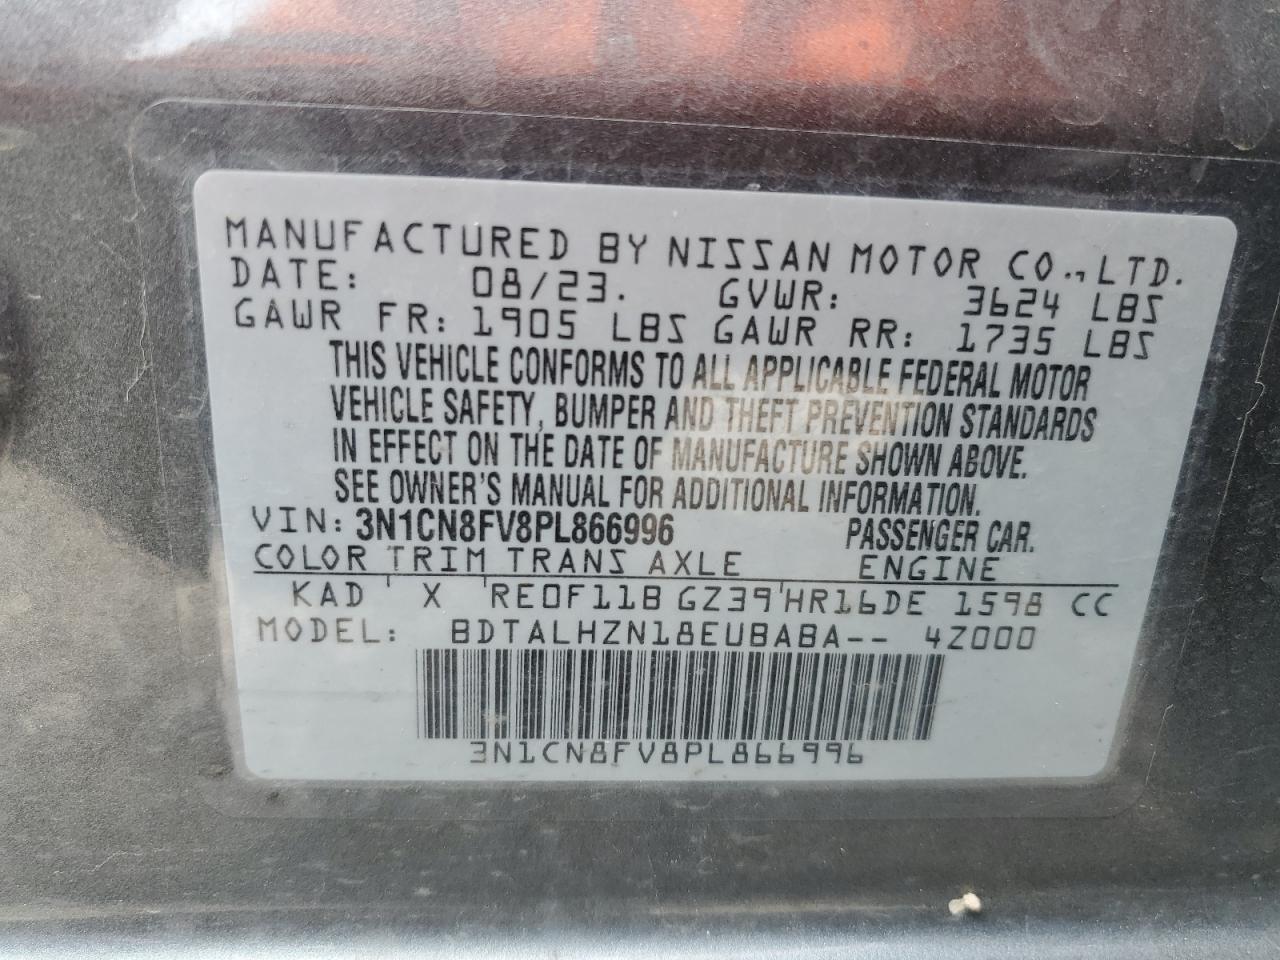 MANUFACTURED BY NISSAN MOTOR CO., LTD.
DATE: 08/23. GVWR: 3624 LBS
GAWR FR: 1905 LBS GAWR RR: 1735 LBS
THIS VEHICLE CONFORMS TO ALL APPLICABLE FEDERAL MOTOR
VEHICLE SAFETY, BUMPER AND THEFT PREVENTION STANDARDS
IN EFFECT ON THE DATE OF MANUFACTURE SHOWN ABOVE.
SEE OWNER'S MANUAL FOR ADDITIONAL INFORMATION.
VIN: 3N1CN8FV8PL866996 PASSENGER CAR.
COLOR TRIM TRANS AXLE ENGINE
KAD X RE0F11B GZ39 HR16DE 1598 CC
MODEL: BDTALHZN18EUBABA-- 4Z000
3N1CN8FV8PL866996